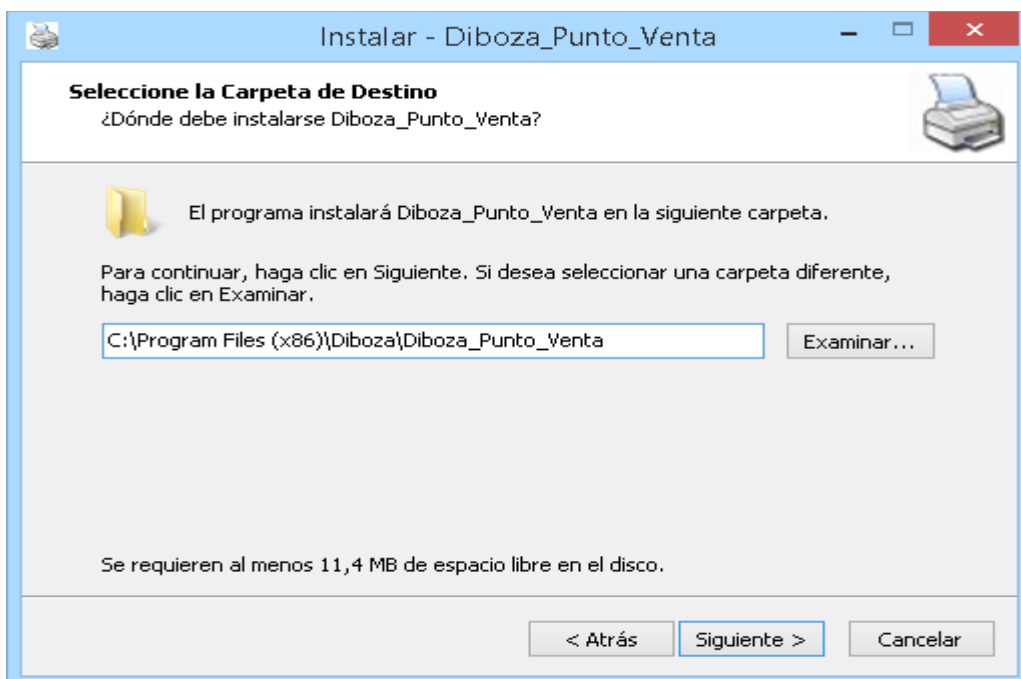 Instalar - Diboza_Punto_Venta
Seleccione la Carpeta de Destino
¿Dónde debe instalarse Diboza_Punto_Venta?
El programa instalará Diboza_Punto_Venta en la siguiente carpeta.
Para continuar, haga clic en Siguiente. Si desea seleccionar una carpeta diferente,
haga clic en Examinar.
C:\Program Files (x86)\Diboza\Diboza_Punto_Venta
Examinar...
Se requieren al menos 11,4 MB de espacio libre en el disco.
< Atrás
Siguiente >
Cancelar